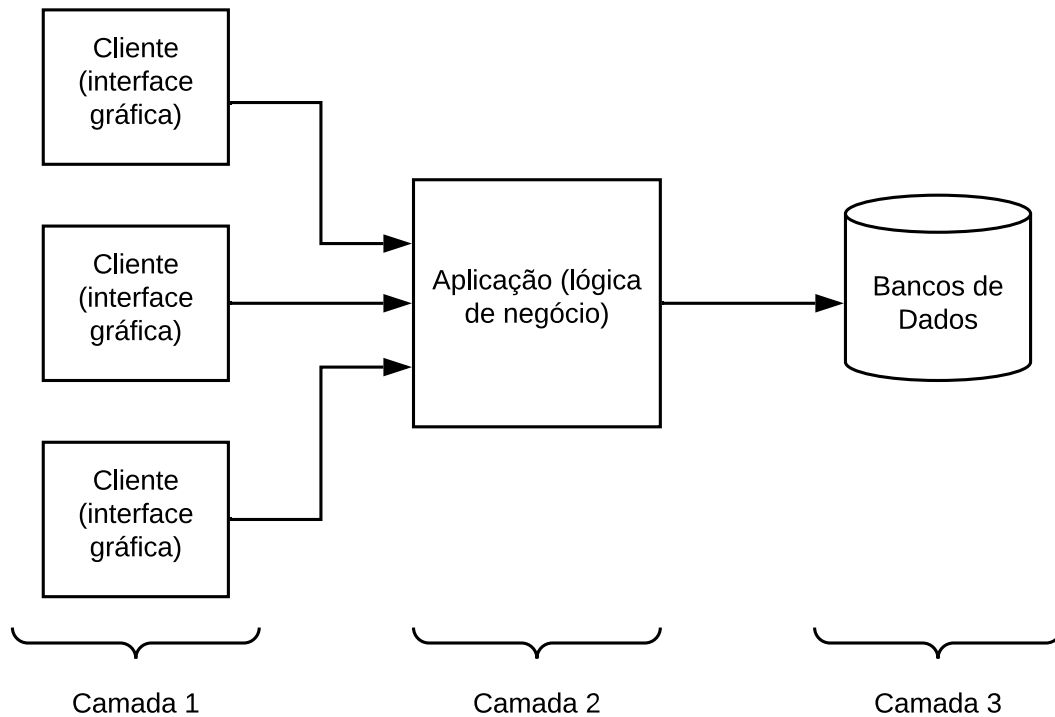 Cliente
(interface
gráfica)
Cliente
(interface
gráfica)
Cliente
(interface
gráfica)
Aplicação (lógica
de negócio)
Bancos de
Dados
Camada 1
Camada 2
Camada 3